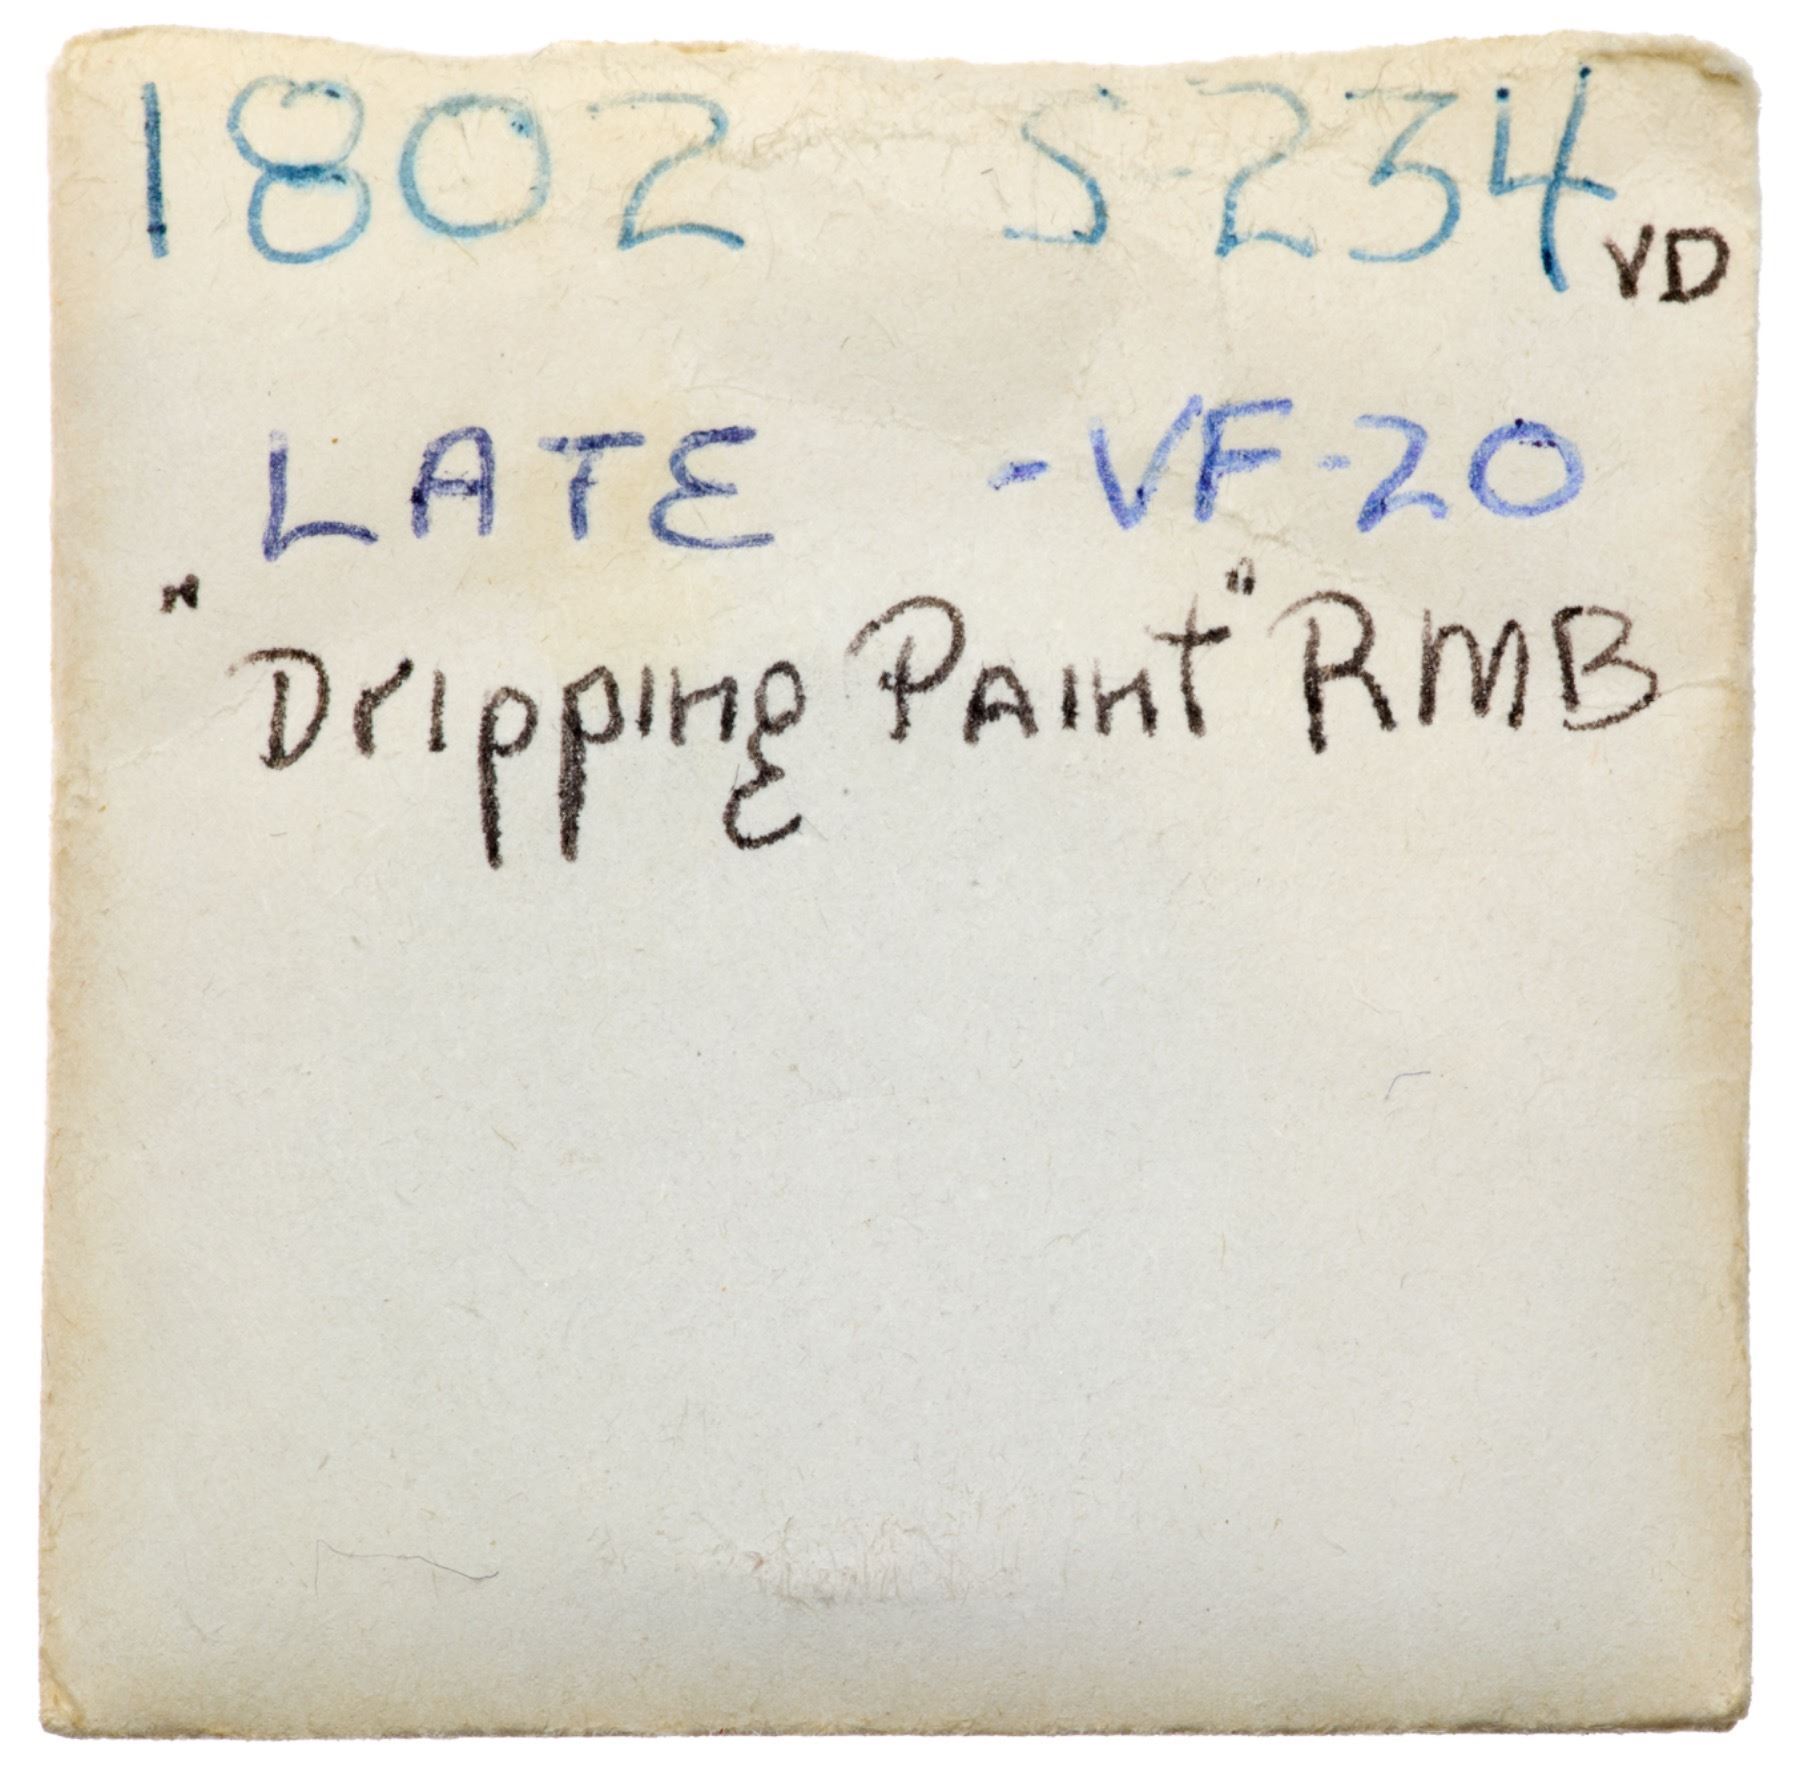 1802 S-234 VD
LATE -VF-20
"Dripping Paint" RMB